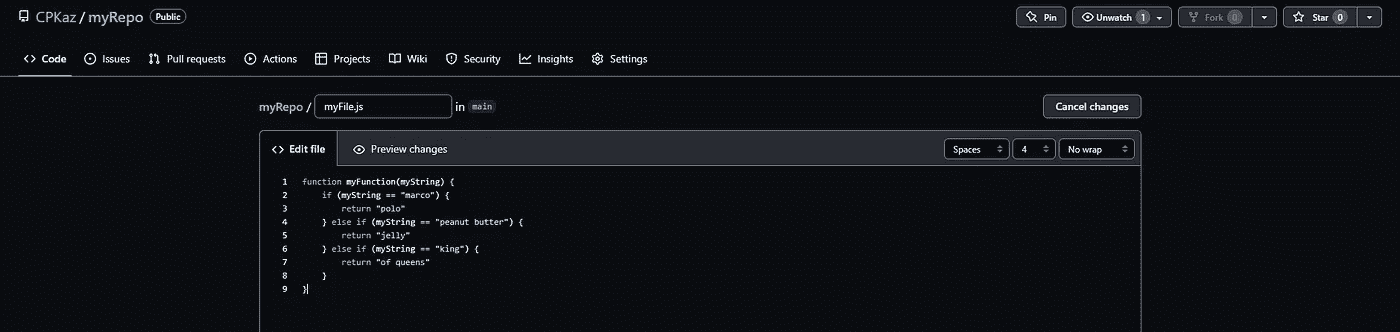 CPKaz / myRepo Public Pin Unwatch 1 Fork 0 Star 0
Code Issues Pull requests Actions Projects Wiki Security Insights Settings
myRepo / myFile.js in main Cancel changes
Edit file Preview changes Spaces 4 No wrap
1 function myFunction(myString) {
2 if (myString == "marco") {
3 return "polo"
4 } else if (myString == "peanut butter") {
5 return "jelly"
6 } else if (myString == "king") {
7 return "of queens"
8 }
9 }